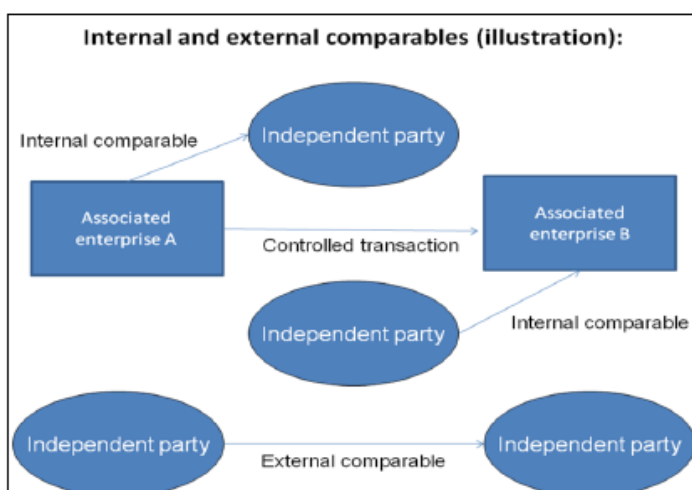 Internal and external comparables (illustration):
Independent party
Internal comparable
Associated
enterprise A
Associated
enterprise B
Controlled transaction
Independent party
Internal comparable
Independent party
Independent party
External comparable